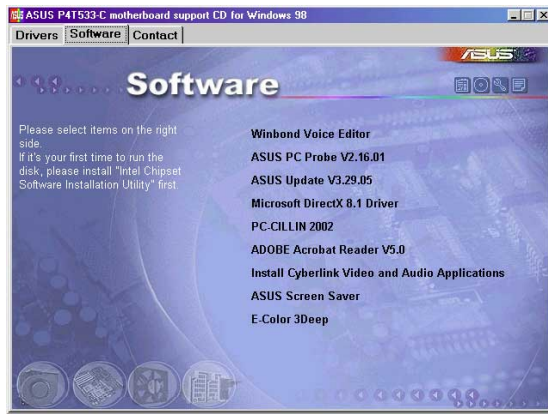 ASUS P4T533-C motherboard support CD for Windows 98
Drivers Software Contact
ASUS
Software
Please select items on the right
side.
If it's your first time to run the
disk, please install "Intel Chipset
Software Installation Utility" first
Winbond Voice Editor
ASUS PC Probe V2.16.01
ASUS Update V3.29.05
Microsoft DirectX 8.1 Driver
PC-CILLIN 2002
ADOBE Acrobat Reader V5.0
Install Cyberlink Video and Audio Applications
ASUS Screen Saver
E-Color 3Deep